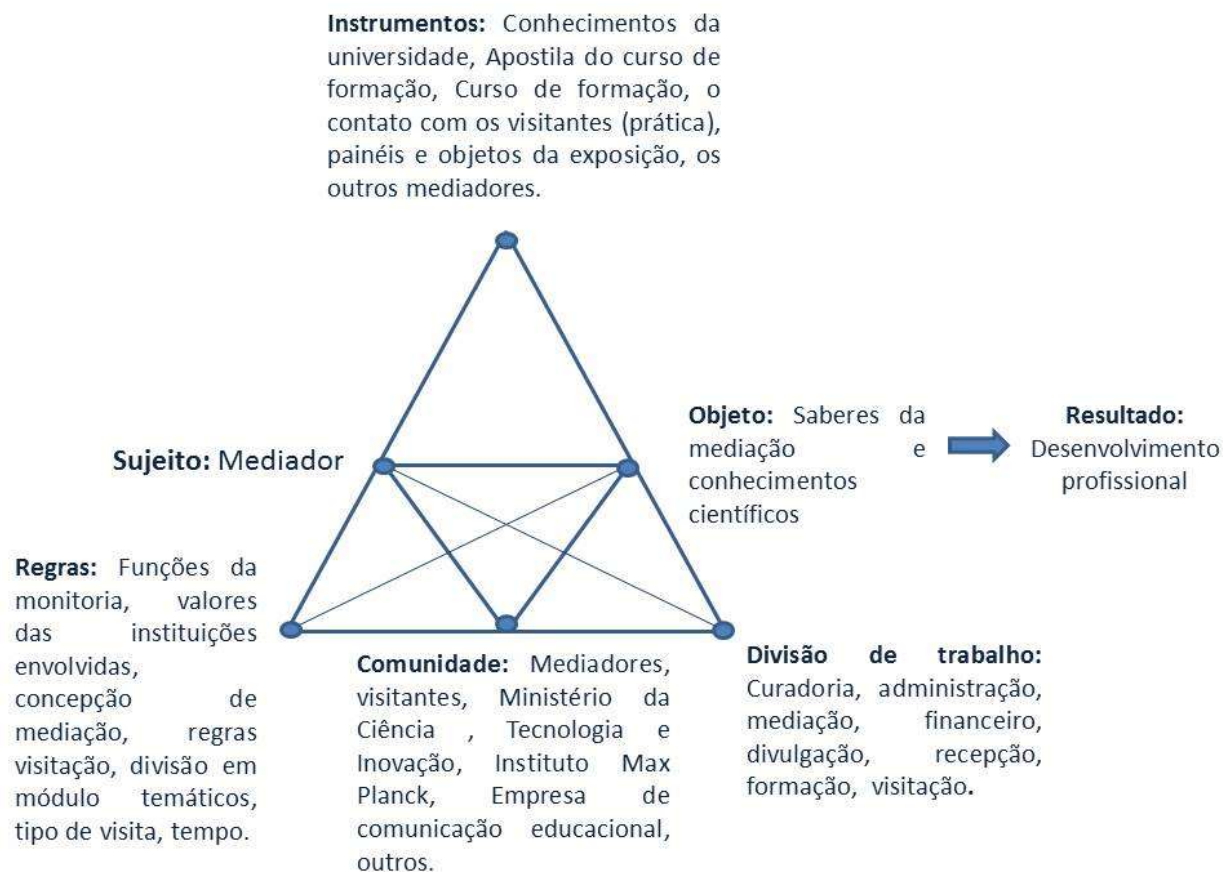 Instrumentos: Conhecimentos da
universidade, Apostila do curso de
formação, Curso de formação, o
contato com os visitantes (prática),
painéis e objetos da exposição, os
outros mediadores.
Sujeito: Mediador
Objeto: Saberes da
mediação e
conhecimentos
científicos
Resultado:
Desenvolvimento
profissional
Regras: Funções da
monitoria, valores
das instituições
envolvidas,
concepção de
mediação, regras
visitação, divisão em
módulo temáticos,
tipo de visita, tempo.
Comunidade: Mediadores,
visitantes, Ministério da
Ciência , Tecnologia e
Inovação, Instituto Max
Planck, Empresa de
comunicação educacional,
outros.
Divisão de trabalho:
Curadoria, administração,
mediação, financeiro,
divulgação, recepção,
formação, visitação.